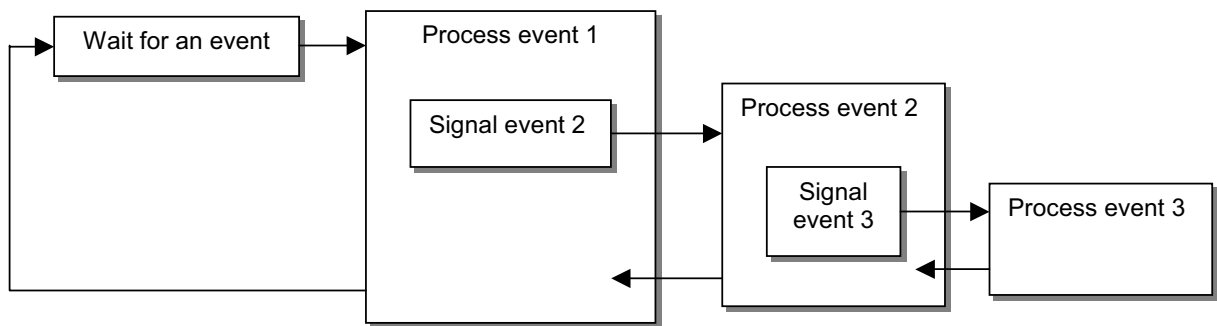 Wait for an event
Process event 1
Signal event 2
Process event 2
Signal
event 3
Process event 3